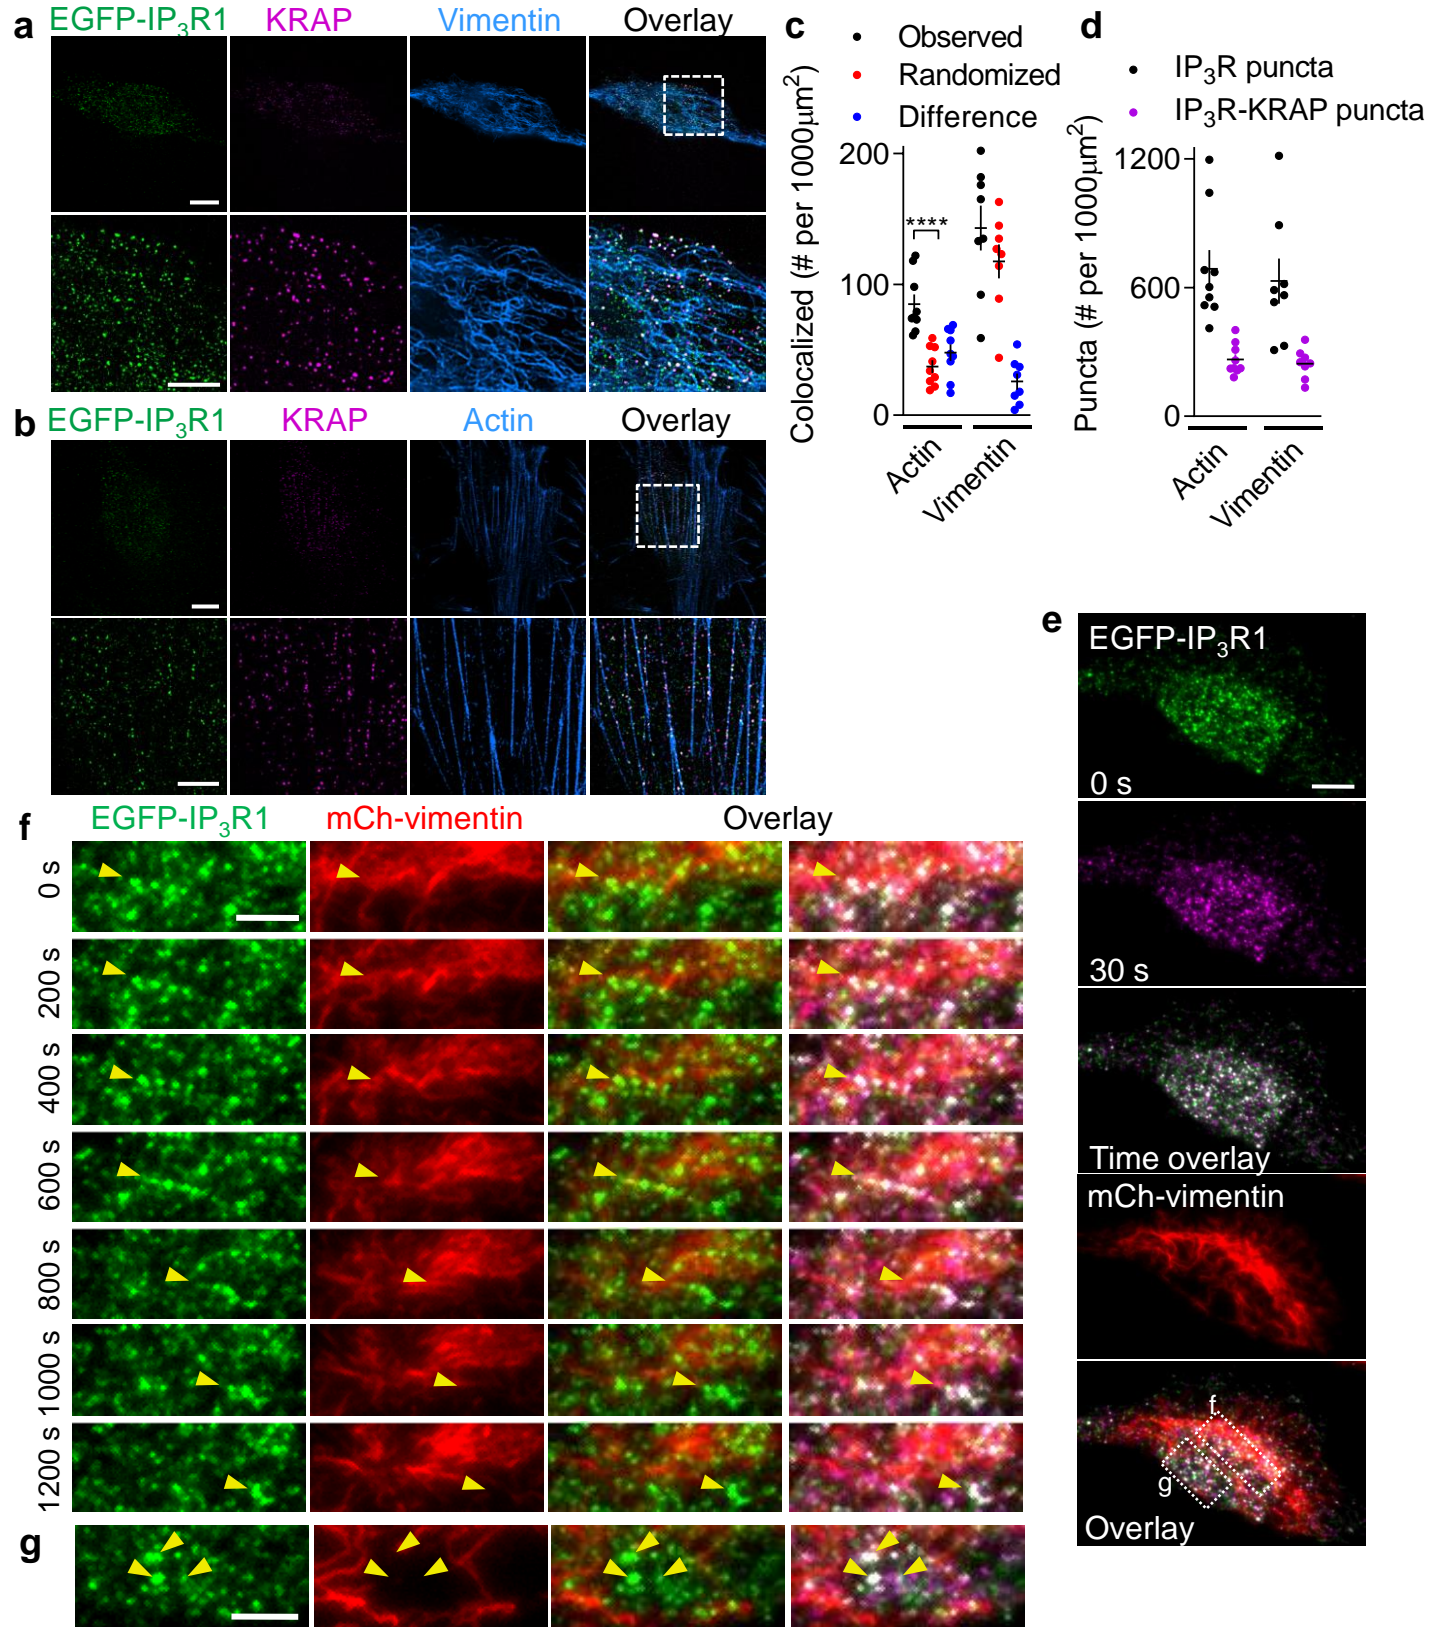 a
EGFP-IP3R1 KRAP Vimentin Overlay
b
EGFP-IP3R1 KRAP Actin Overlay
c
Observed
Randomized
Difference
Colocalized (# per 1000μm2)
200
100
0
****
Actin
Vimentin
d
IP3R puncta
IP3R-KRAP puncta
Puncta (# per 1000μm2)
1200
600
0
Actin
Vimentin
e
EGFP-IP3R1
0 s
30 s
Time overlay
mCh-vimentin
f
g
Overlay
f
EGFP-IP3R1 mCh-vimentin Overlay
0 s
200 s
400 s
600 s
800 s
1000 s
1200 s
g